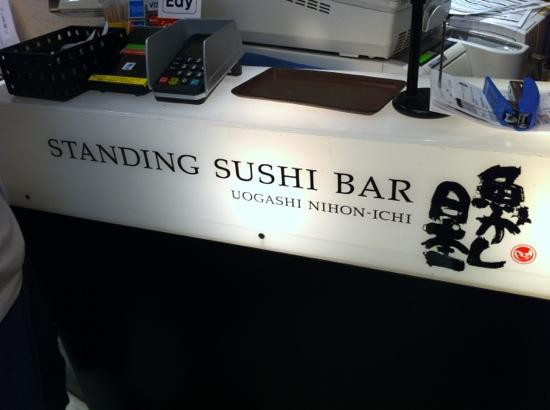 Edy
STANDING SUSHI BAR
UOGASHI NIHON-ICHI
魚がし
日本一